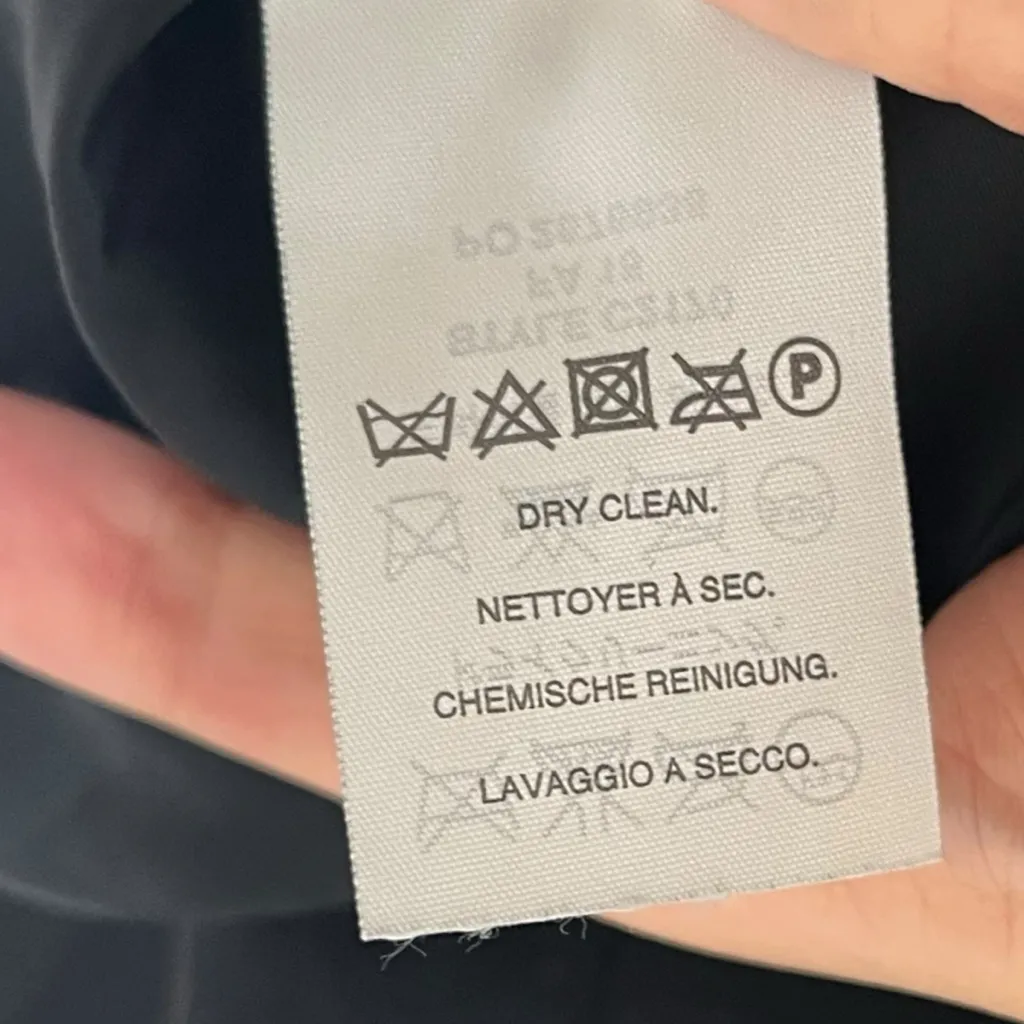 P
DRY CLEAN.
NETTOYER À SEC.
CHEMISCHE REINIGUNG.
LAVAGGIO A SECCO.